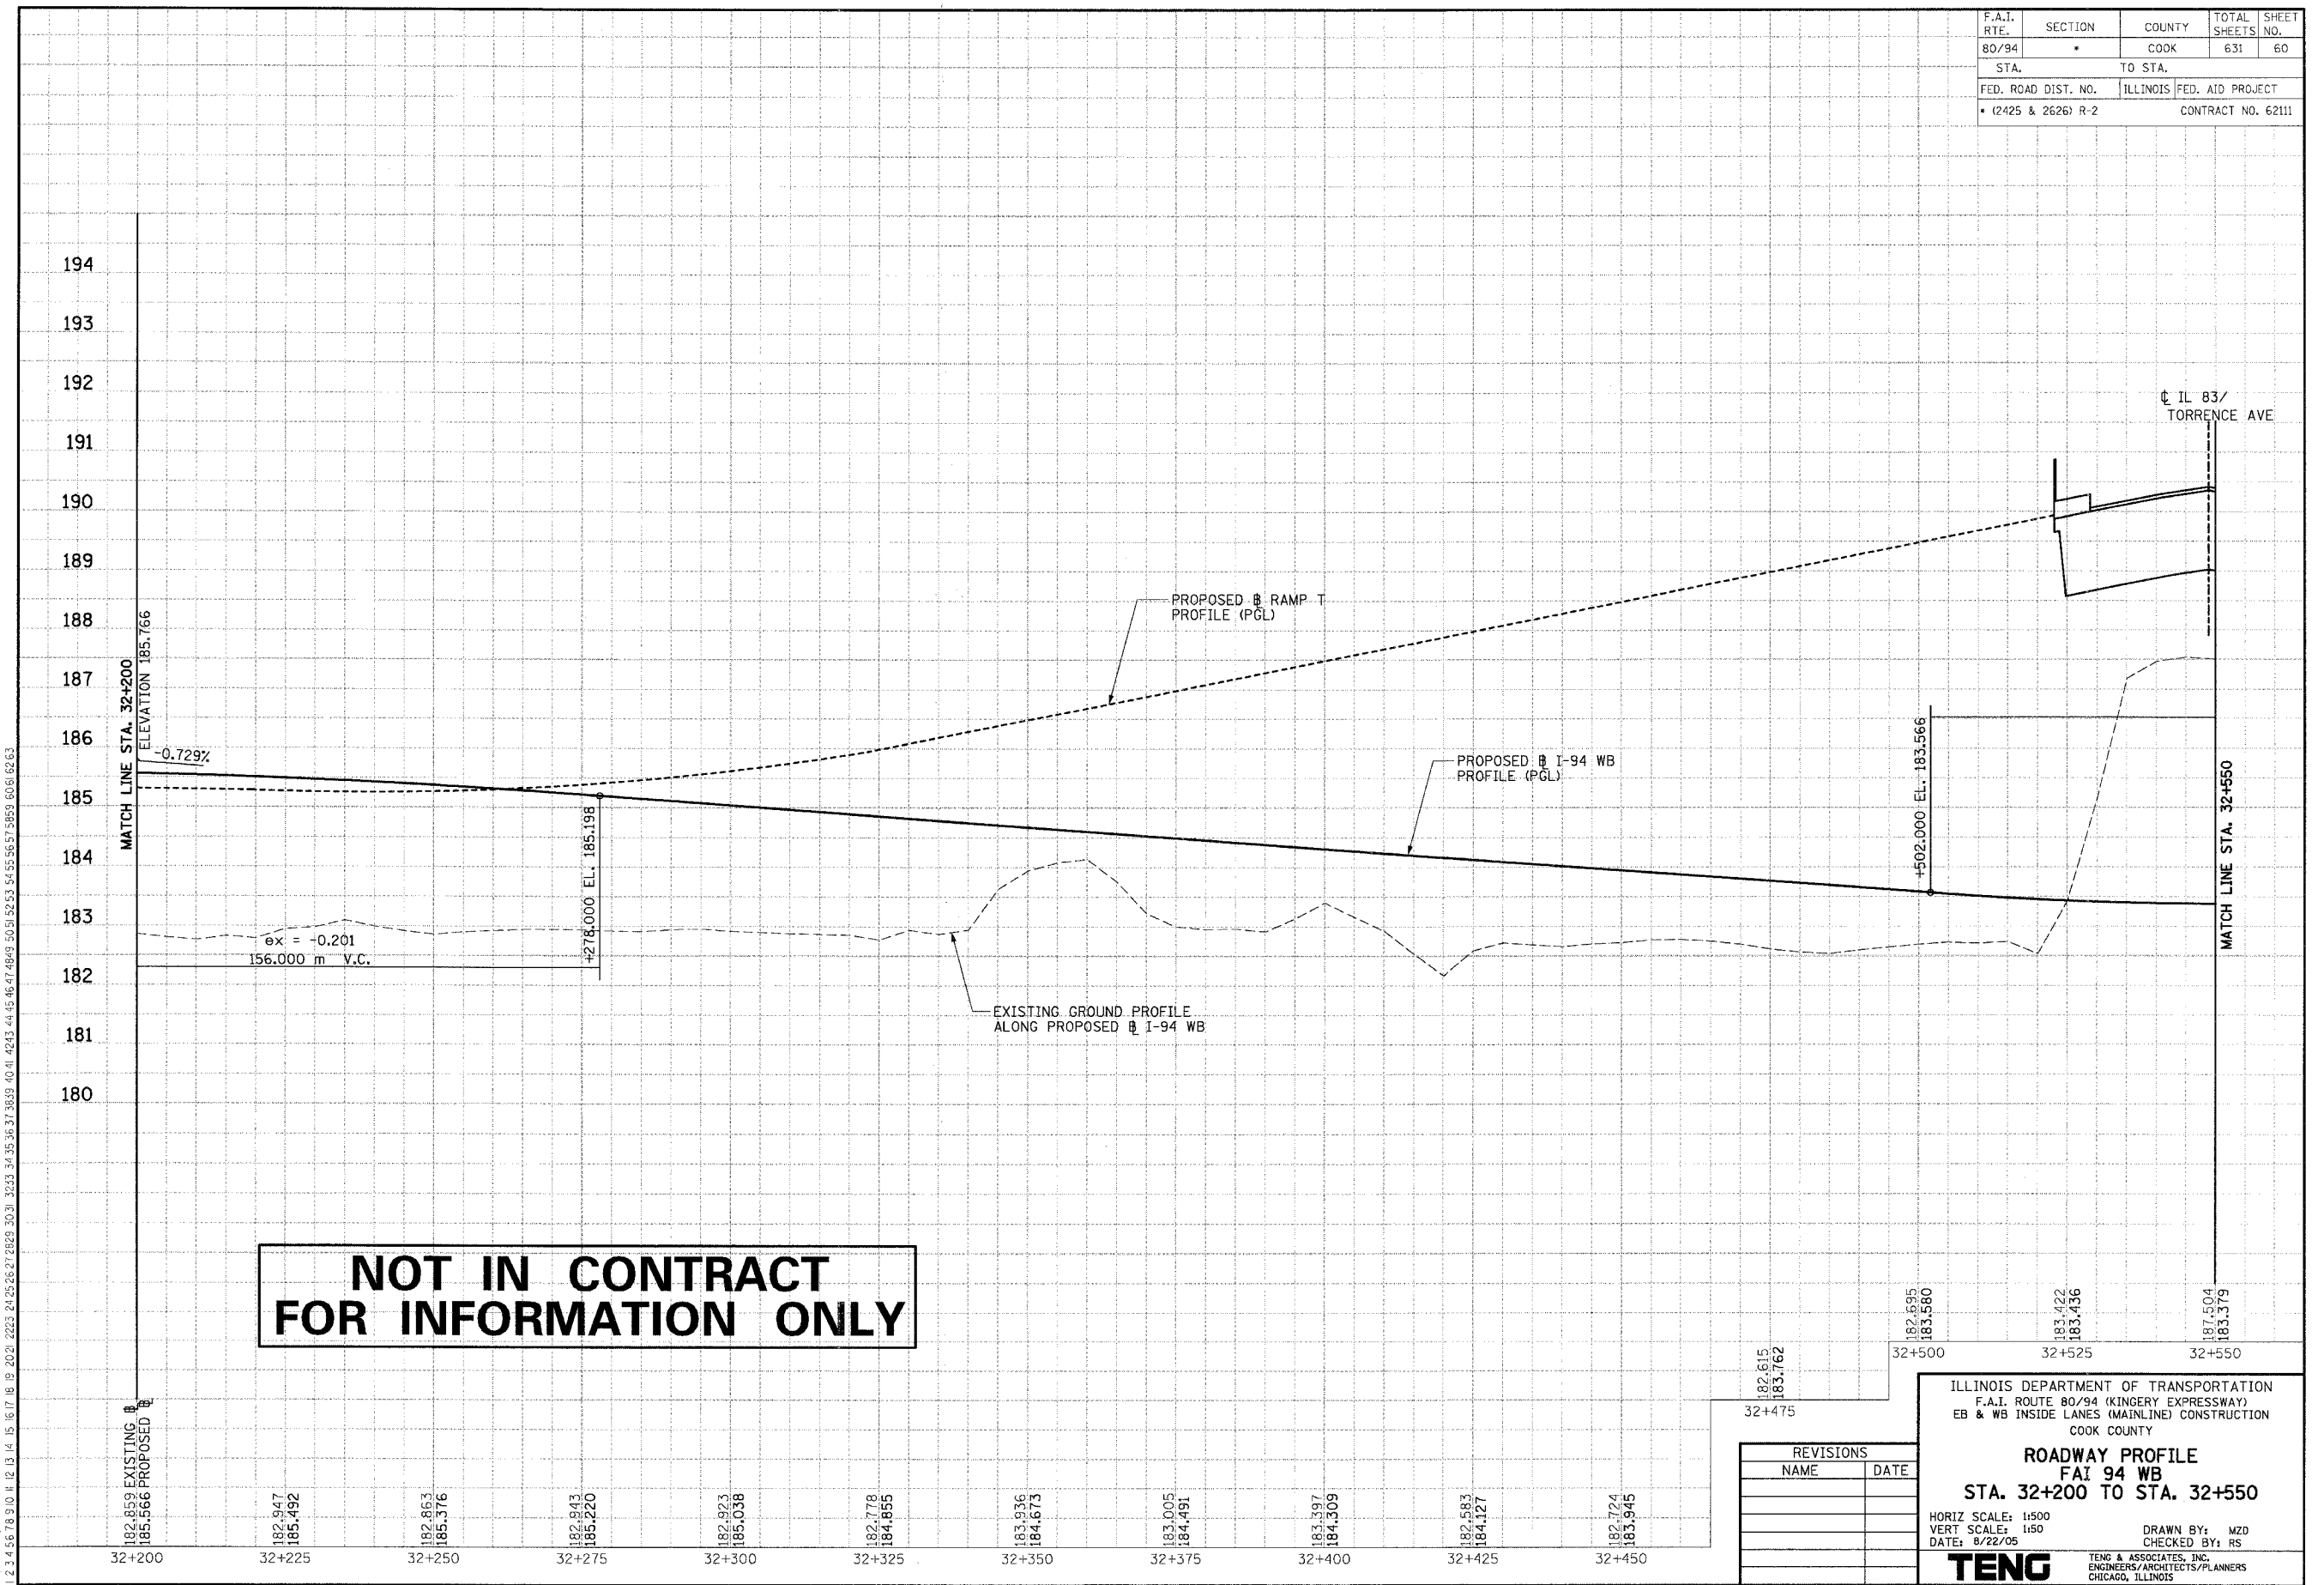 F.A.I. RTE. SECTION COUNTY TOTAL SHEETS SHEET NO.
80/94 * COOK 631 60
STA. TO STA.
FED. ROAD DIST. NO. ILLINOIS FED. AID PROJECT
* (2425 & 2626) R-2 CONTRACT NO. 62111
194
193
192
191
190
189
188
187
186
185
184
183
182
181
180
MATCH LINE STA. 32+200
ELEVATION 185.766
-0.729%
ex = -0.201
156.000 m V.C.
+278.000 EL. 185.198
PROPOSED ℄ RAMP T
PROFILE (PGL)
PROPOSED ℄ I-94 WB
PROFILE (PGL)
EXISTING GROUND PROFILE
ALONG PROPOSED ℄ I-94 WB
+502.000 EL. 183.566
℄ IL 83/
TORRENCE AVE
MATCH LINE STA. 32+550
NOT IN CONTRACT
FOR INFORMATION ONLY
182.859 EXISTING ℄
185.566 PROPOSED ℄
182.947
185.492
182.863
185.376
182.943
185.220
182.923
185.038
182.778
184.855
183.936
184.673
183.005
184.491
183.397
184.309
182.583
184.127
182.724
183.945
182.615
183.762
182.695
183.580
183.422
183.436
187.504
183.379
32+200 32+225 32+250 32+275 32+300 32+325 32+350 32+375 32+400 32+425 32+450
32+475
32+500 32+525 32+550
REVISIONS
NAME DATE
ILLINOIS DEPARTMENT OF TRANSPORTATION
F.A.I. ROUTE 80/94 (KINGERY EXPRESSWAY)
EB & WB INSIDE LANES (MAINLINE) CONSTRUCTION
COOK COUNTY
ROADWAY PROFILE
FAI 94 WB
STA. 32+200 TO STA. 32+550
HORIZ SCALE: 1:500
VERT SCALE: 1:50
DATE: 8/22/05
DRAWN BY: MZD
CHECKED BY: RS
TENG
TENG & ASSOCIATES, INC.
ENGINEERS/ARCHITECTS/PLANNERS
CHICAGO, ILLINOIS